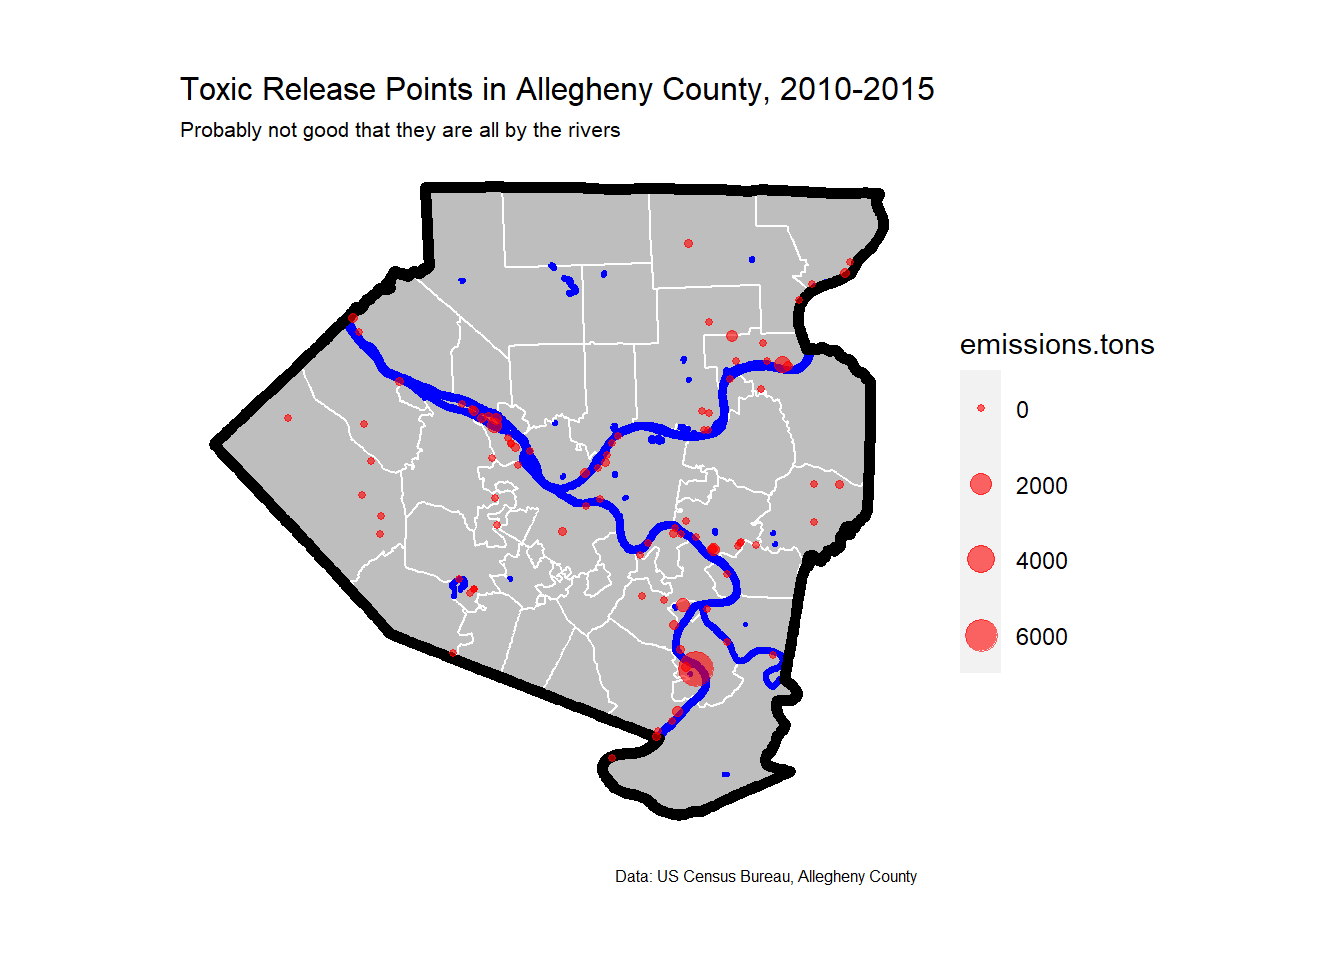 Toxic Release Points in Allegheny County, 2010-2015
Probably not good that they are all by the rivers
emissions.tons
0
2000
4000
6000
Data: US Census Bureau, Allegheny County